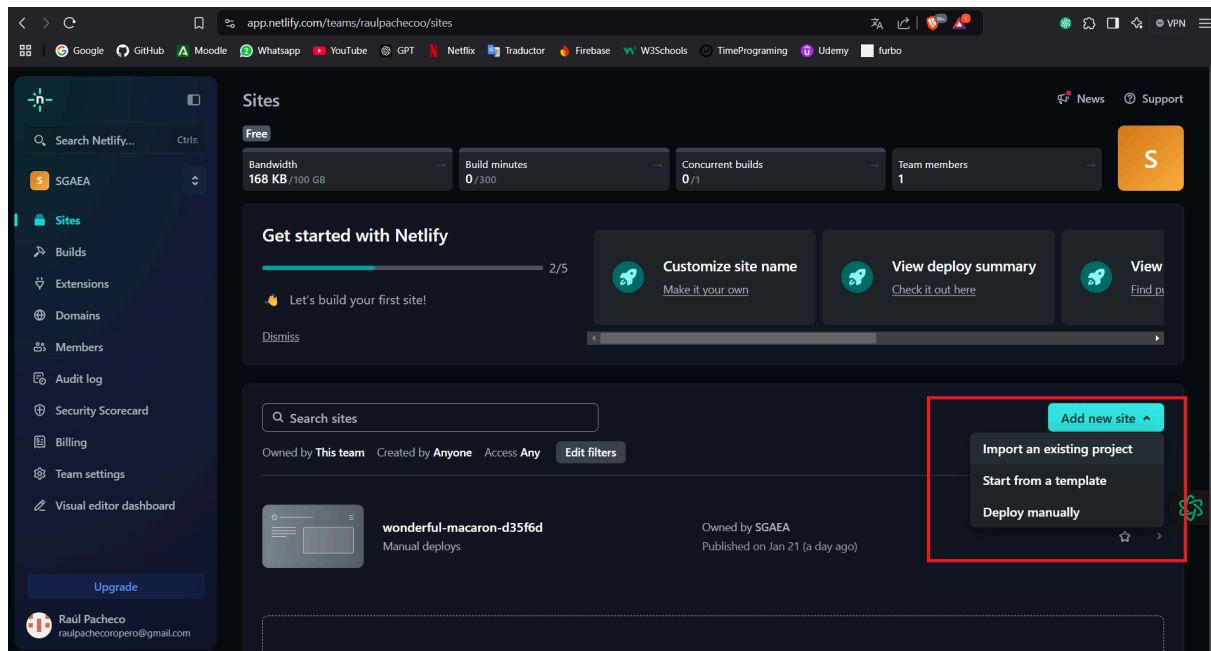 app.netlify.com/teams/raulpachecoo/sites
VPN
Google GitHub Moodle Whatsapp YouTube GPT Netflix Traductor Firebase W3Schools TimePrograming Udemy furbo
Sites
News Support
Search Netlify...
Free
Bandwidth
168 KB/100 GB
Build minutes
0/300
Concurrent builds
0/1
Team members
1
S
S SGAEA
Sites
Builds
Extensions
Domains
Members
Audit log
Security Scorecard
Billing
Team settings
Visual editor dashboard
Upgrade
Raúl Pacheco
raulpachecoropero@gmail.com
Get started with Netlify
2/5
Let's build your first site!
Dismiss
Customize site name
Make it your own
View deploy summary
Check it out here
View
Find
Search sites
Add new site
Owned by This team Created by Anyone Access Any Edit filters
Import an existing project
Start from a template
Deploy manually
wonderful-macaron-d35f6d
Manual deploys
Owned by SGAEA
Published on Jan 21 (a day ago)